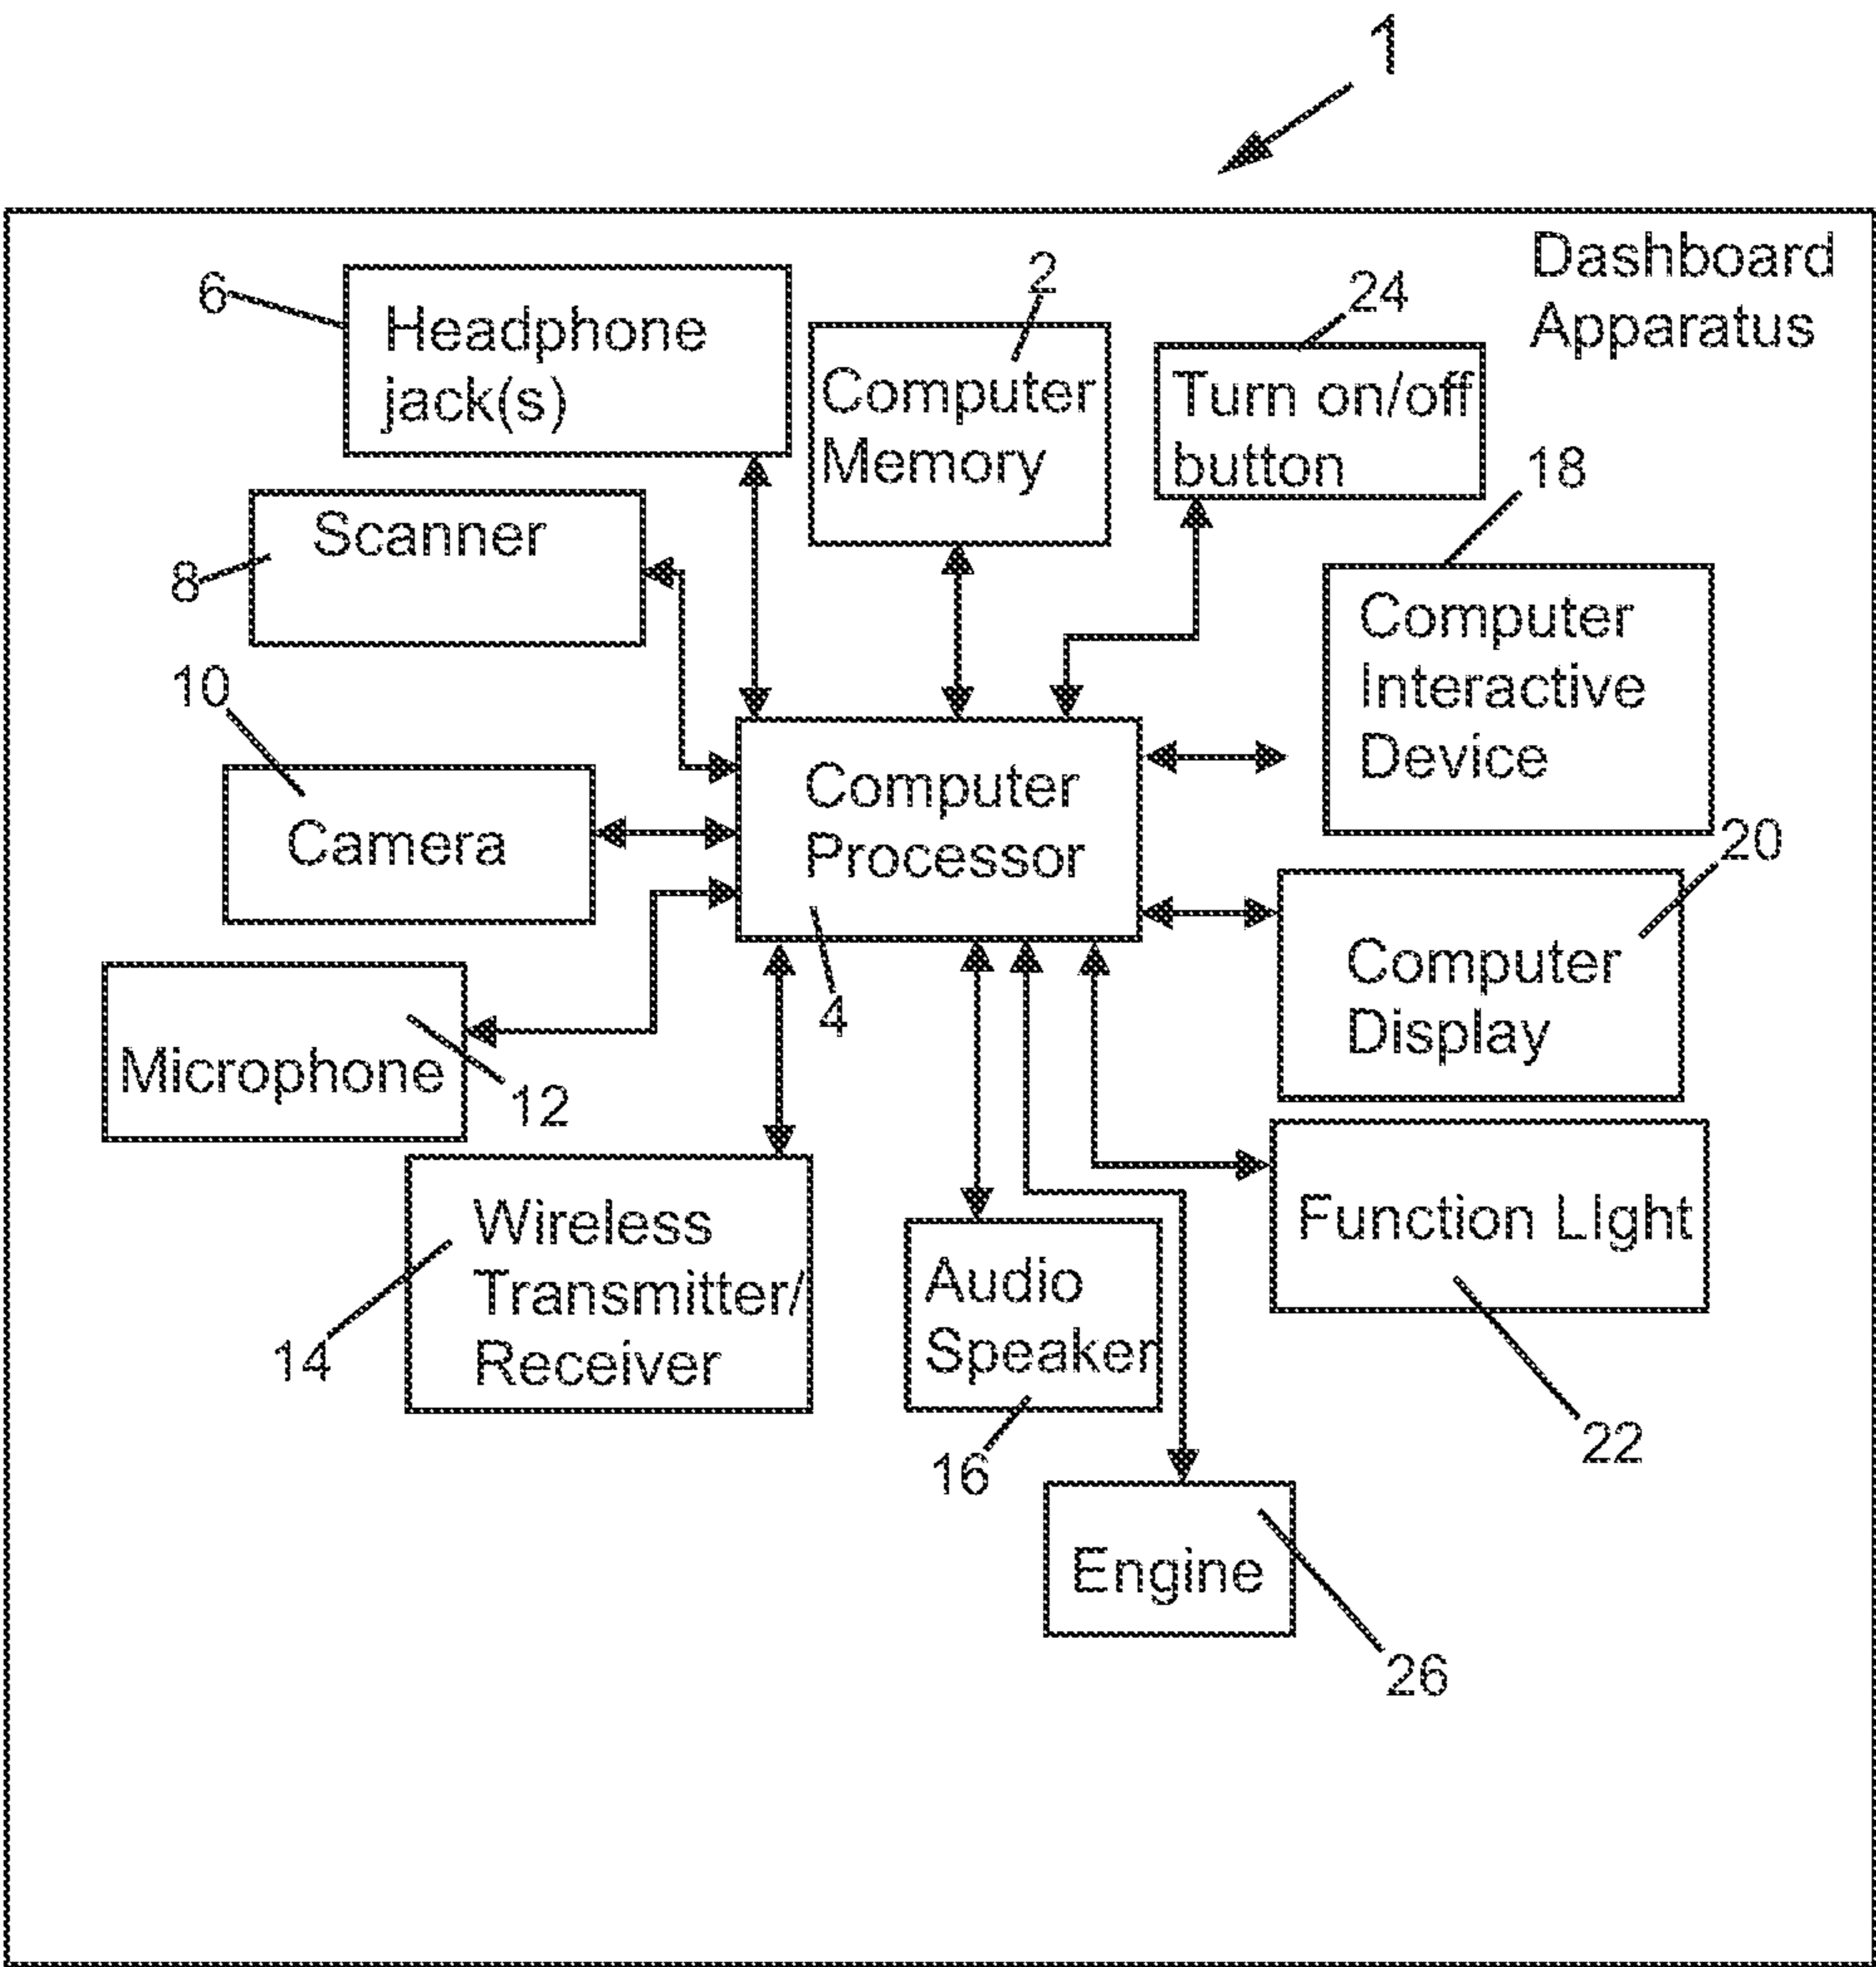 1
Dashboard
Apparatus
6
Headphone
jack(s)
2
Computer
Memory
24
Turn on/off
button
18
Scanner
8
Computer
Interactive
Device
10
Camera
Computer
Processor
4
20
Computer
Display
Microphone
12
Wireless
Transmitter/
Receiver
14
Audio
Speaker
16
Function LIght
22
Engine
26